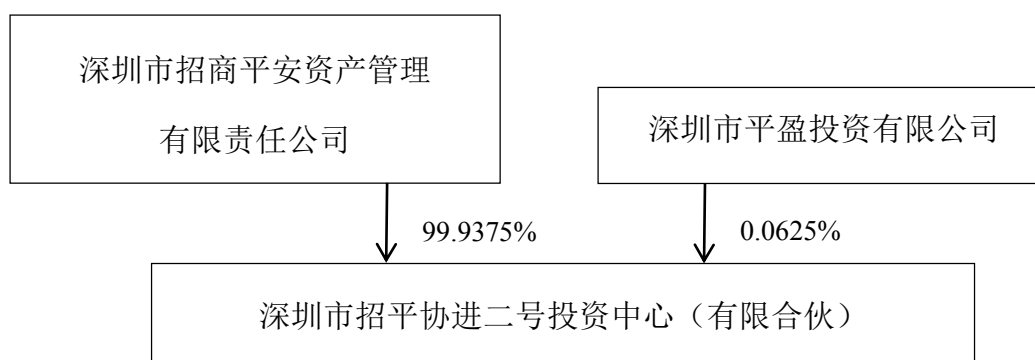 深圳市招商平安资产管理
有限责任公司
深圳市平盈投资有限公司
99.9375%
0.0625%
深圳市招平协进二号投资中心（有限合伙）